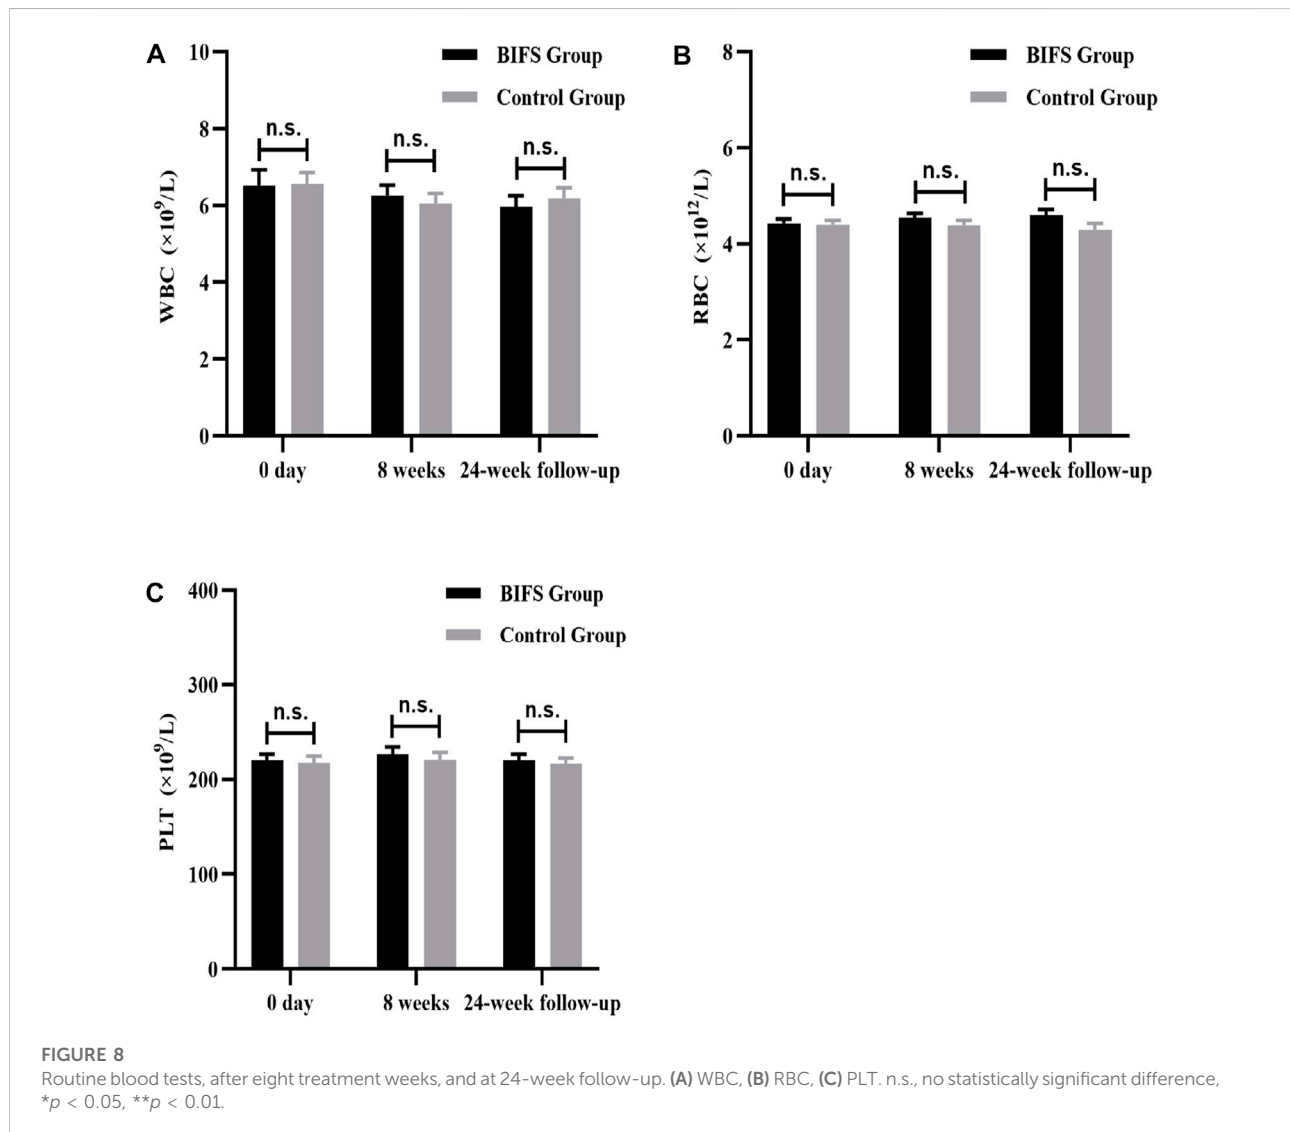 A
BIFS Group
Control Group
10
8
6
4
2
0
WBC (×10⁹/L)
n.s.
n.s.
n.s.
0 day
8 weeks
24-week follow-up
B
BIFS Group
Control Group
8
6
4
2
0
RBC (×10¹²/L)
n.s.
n.s.
n.s.
0 day
8 weeks
24-week follow-up
C
BIFS Group
Control Group
400
300
200
100
0
PLT (×10⁹/L)
n.s.
n.s.
n.s.
0 day
8 weeks
24-week follow-up
FIGURE 8
Routine blood tests, after eight treatment weeks, and at 24-week follow-up. (A) WBC, (B) RBC, (C) PLT. n.s., no statistically significant difference,
*p < 0.05, **p < 0.01.